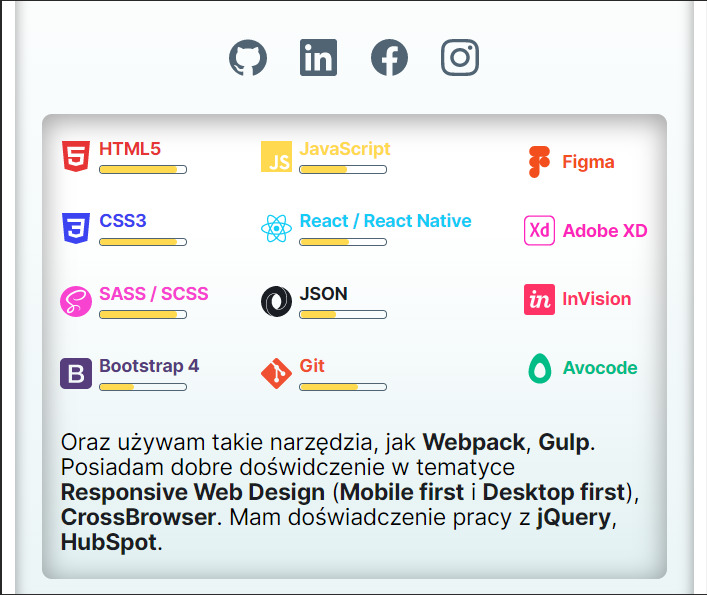 HTML5
JavaScript
Figma
CSS3
React / React Native
Adobe XD
SASS / SCSS
JSON
InVision
Bootstrap 4
Git
Avocode
Oraz używam takie narzędzia, jak Webpack, Gulp.
Posiadam dobre doświdczenie w tematyce
Responsive Web Design (Mobile first i Desktop first),
CrossBrowser. Mam doświadczenie pracy z jQuery,
HubSpot.